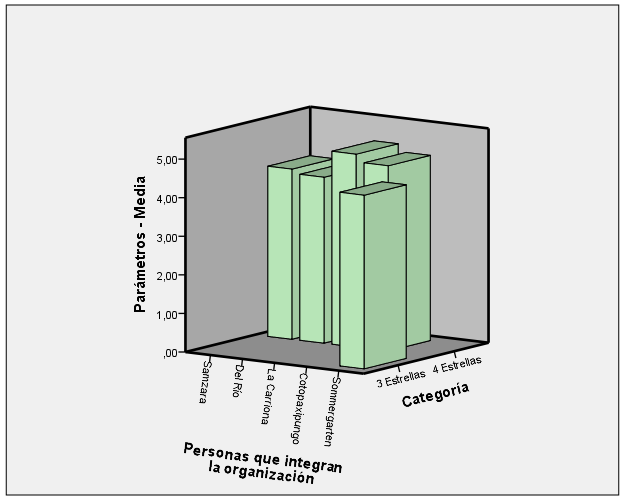 Parámetros - Media
5,00
4,00
3,00
2,00
1,00
,00
Samzara
Del Río
La Carriona
Cotopaxipungo
Sommergarten
3 Estrellas
4 Estrellas
Categoría
Personas que integran
la organización